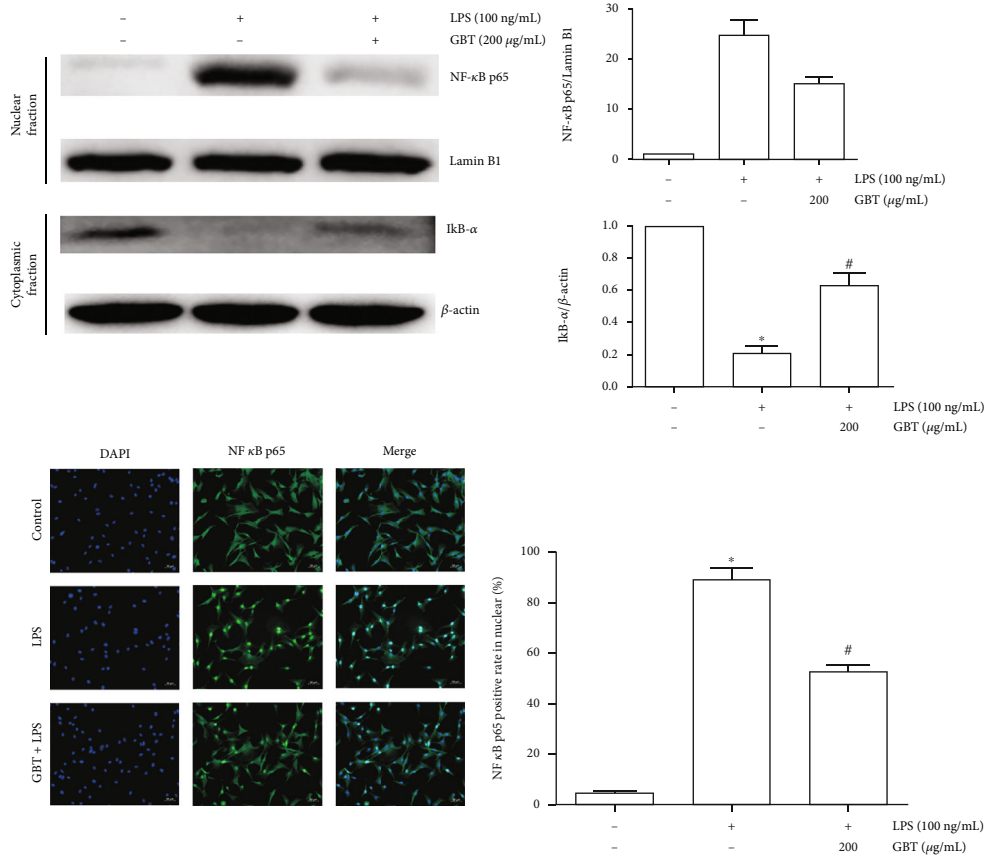 – + + LPS (100 ng/mL)
– – + GBT (200 μg/mL)
Nuclear
fraction
NF-κB p65
Lamin B1
Cytoplasmic
fraction
IkB-α
β-actin
NF-κB p65/Lamin B1
30
20
10
0
– + + LPS (100 ng/mL)
– – 200 GBT (μg/mL)
IkB-α/β-actin
1.0
0.8
0.6
0.4
0.2
0.0
*
#
– + + LPS (100 ng/mL)
– – 200 GBT (μg/mL)
DAPI NF κB p65 Merge
Control
LPS
GBT + LPS
NF κB p65 positive rate in nuclear (%)
100
80
60
40
20
0
*
#
– + + LPS (100 ng/mL)
– – 200 GBT (μg/mL)